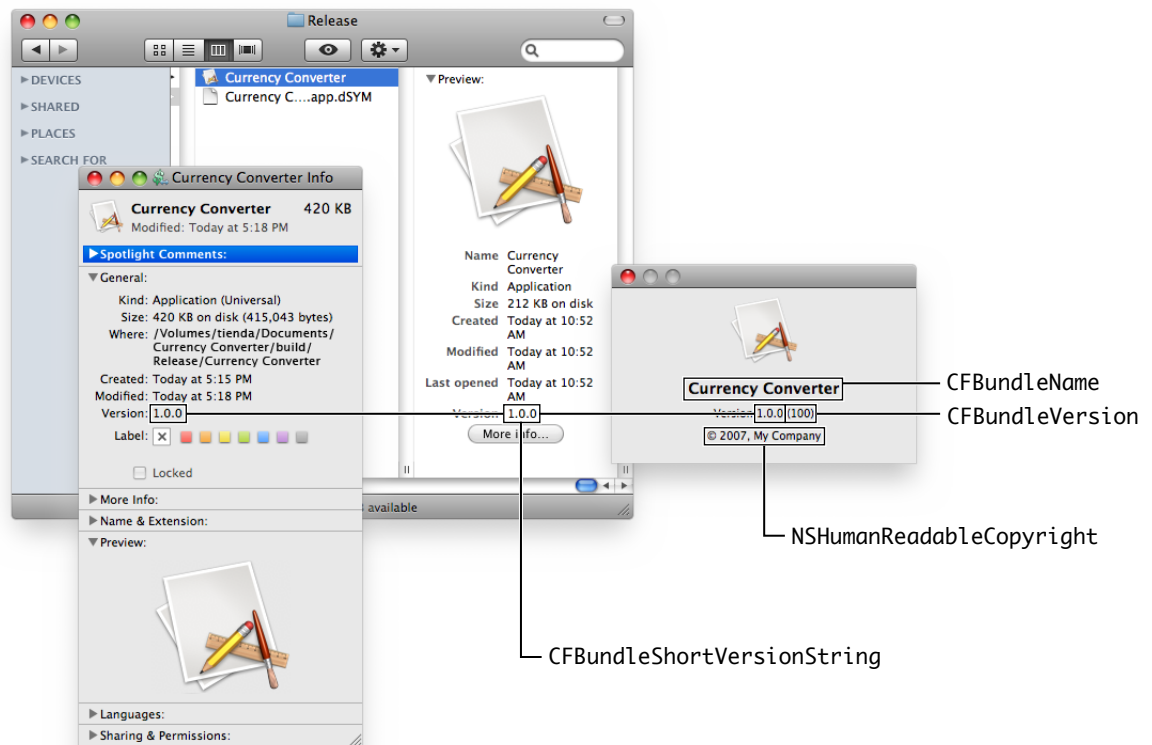 Release
DEVICES
SHARED
PLACES
SEARCH FOR
Currency Converter
Currency C....app.dSYM
Preview:
Name Currency
Converter
Kind Application
Size 212 KB on disk
Created Today at 10:52
AM
Modified Today at 10:52
AM
Last opened Today at 10:52
AM
Version 1.0.0
More info...
available
Currency Converter Info
Currency Converter 420 KB
Modified: Today at 5:18 PM
Spotlight Comments:
General:
Kind: Application (Universal)
Size: 420 KB on disk (415,043 bytes)
Where: /Volumes/tienda/Documents/
Currency Converter/build/
Release/Currency Converter
Created: Today at 5:15 PM
Modified: Today at 5:18 PM
Version: 1.0.0
Label:
Locked
More Info:
Name & Extension:
Preview:
Languages:
Sharing & Permissions:
Currency Converter
Version 1.0.0 (100)
© 2007, My Company
CFBundleName
CFBundleVersion
NSHumanReadableCopyright
CFBundleShortVersionString